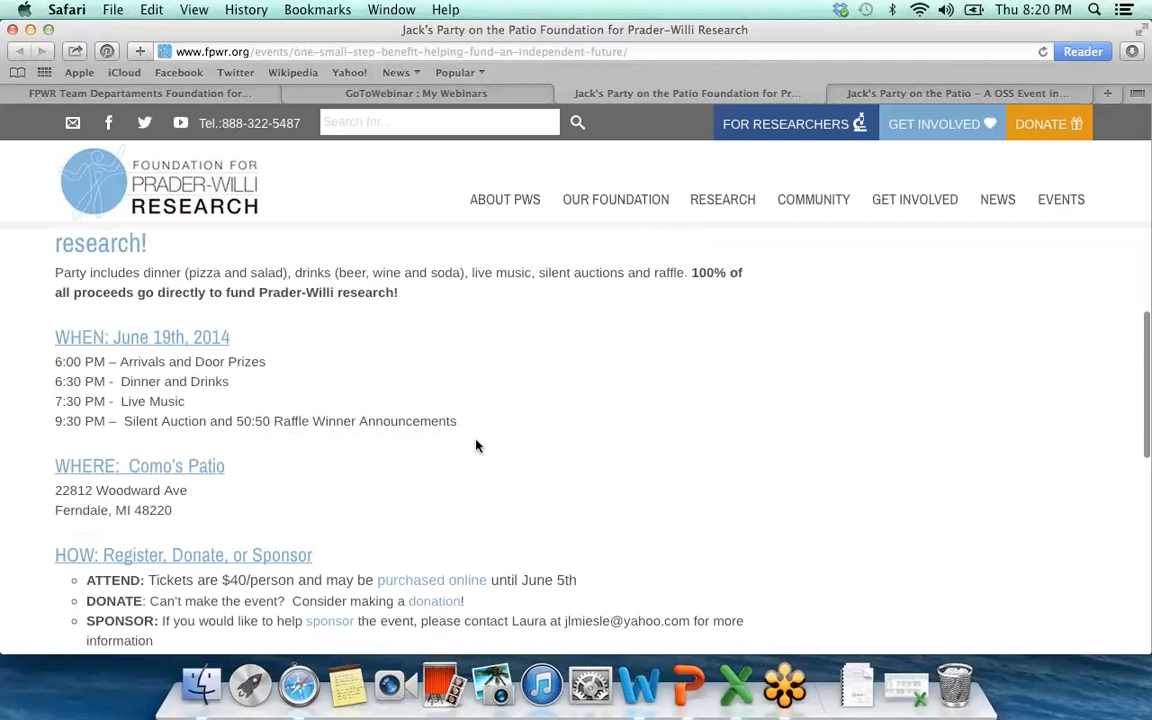 Safari File Edit View History Bookmarks Window Help Thu 8:20 PM
Jack's Party on the Patio Foundation for Prader-Willi Research
www.fpwr.org/events/one-small-step-benefit-helping-fund-an-independent-future/ Reader
Apple iCloud Facebook Twitter Wikipedia Yahoo! News Popular
FPWR Team Departaments Foundation for... GoToWebinar : My Webinars Jack's Party on the Patio Foundation for Pr... Jack's Party on the Patio – A OSS Event in...
Tel.:888-322-5487 Search for... FOR RESEARCHERS GET INVOLVED DONATE
FOUNDATION FOR
PRADER-WILLI
RESEARCH
ABOUT PWS OUR FOUNDATION RESEARCH COMMUNITY GET INVOLVED NEWS EVENTS
research!
Party includes dinner (pizza and salad), drinks (beer, wine and soda), live music, silent auctions and raffle. 100% of
all proceeds go directly to fund Prader-Willi research!
WHEN: June 19th, 2014
6:00 PM – Arrivals and Door Prizes
6:30 PM - Dinner and Drinks
7:30 PM - Live Music
9:30 PM – Silent Auction and 50:50 Raffle Winner Announcements
WHERE: Como's Patio
22812 Woodward Ave
Ferndale, MI 48220
HOW: Register, Donate, or Sponsor
ATTEND: Tickets are $40/person and may be purchased online until June 5th
DONATE: Can't make the event? Consider making a donation!
SPONSOR: If you would like to help sponsor the event, please contact Laura at jlmiesle@yahoo.com for more
information